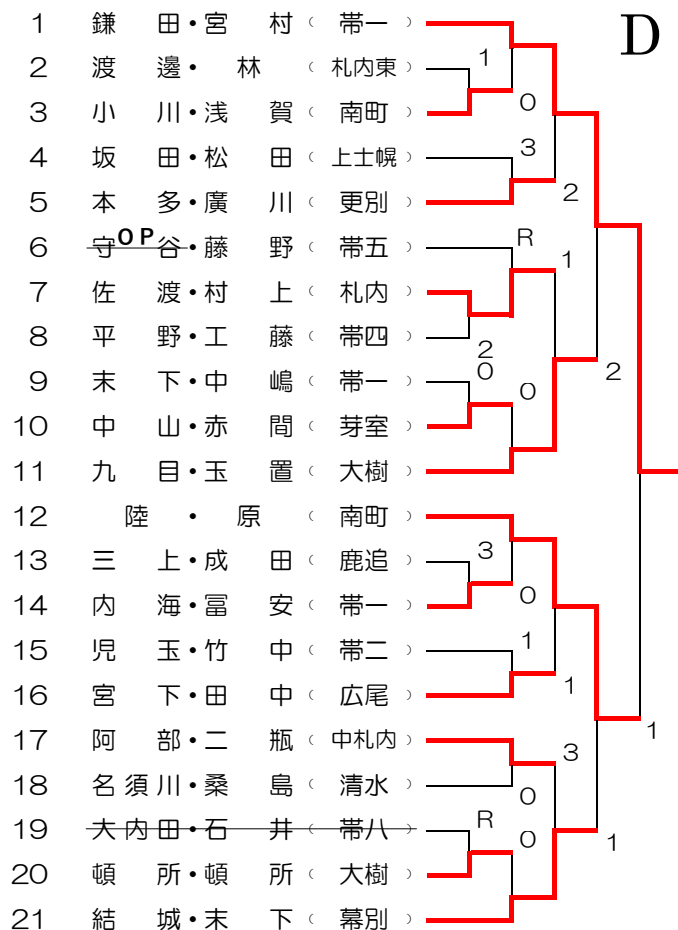 D
1 鎌田・宮村（帯一）
2 渡邊・林（札内東）
1
3 小川・浅賀（南町）
0
4 坂田・松田（上士幌）
3
5 本多・廣川（更別）
2
6 守谷・藤野（帯五）
OP
R
1
7 佐渡・村上（札内）
8 平野・工藤（帯四）
2
9 末下・中嶋（帯一）
0
0
2
10 中山・赤間（芽室）
11 九目・玉置（大樹）
12 陸・原（南町）
13 三上・成田（鹿追）
3
14 内海・冨安（帯一）
0
15 児玉・竹中（帯二）
1
16 宮下・田中（広尾）
1
17 阿部・二瓶（中札内）
3
1
18 名須川・桑島（清水）
0
19 大内田・石井（帯八）
R
0
1
20 頓所・頓所（大樹）
21 結城・末下（幕別）